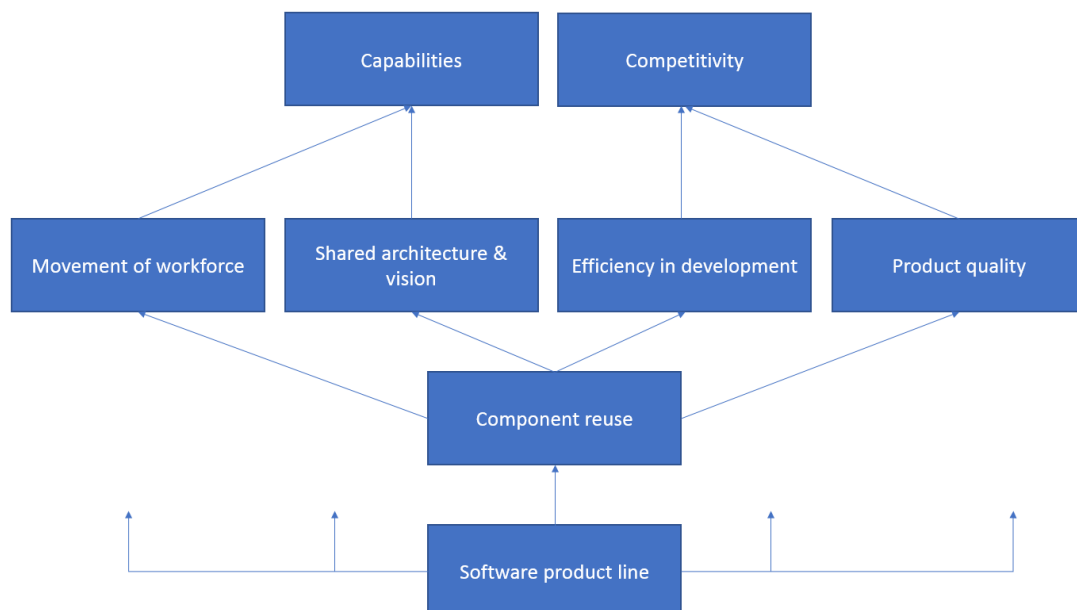 Capabilities
Competitivity
Movement of workforce
Shared architecture &
vision
Efficiency in development
Product quality
Component reuse
Software product line